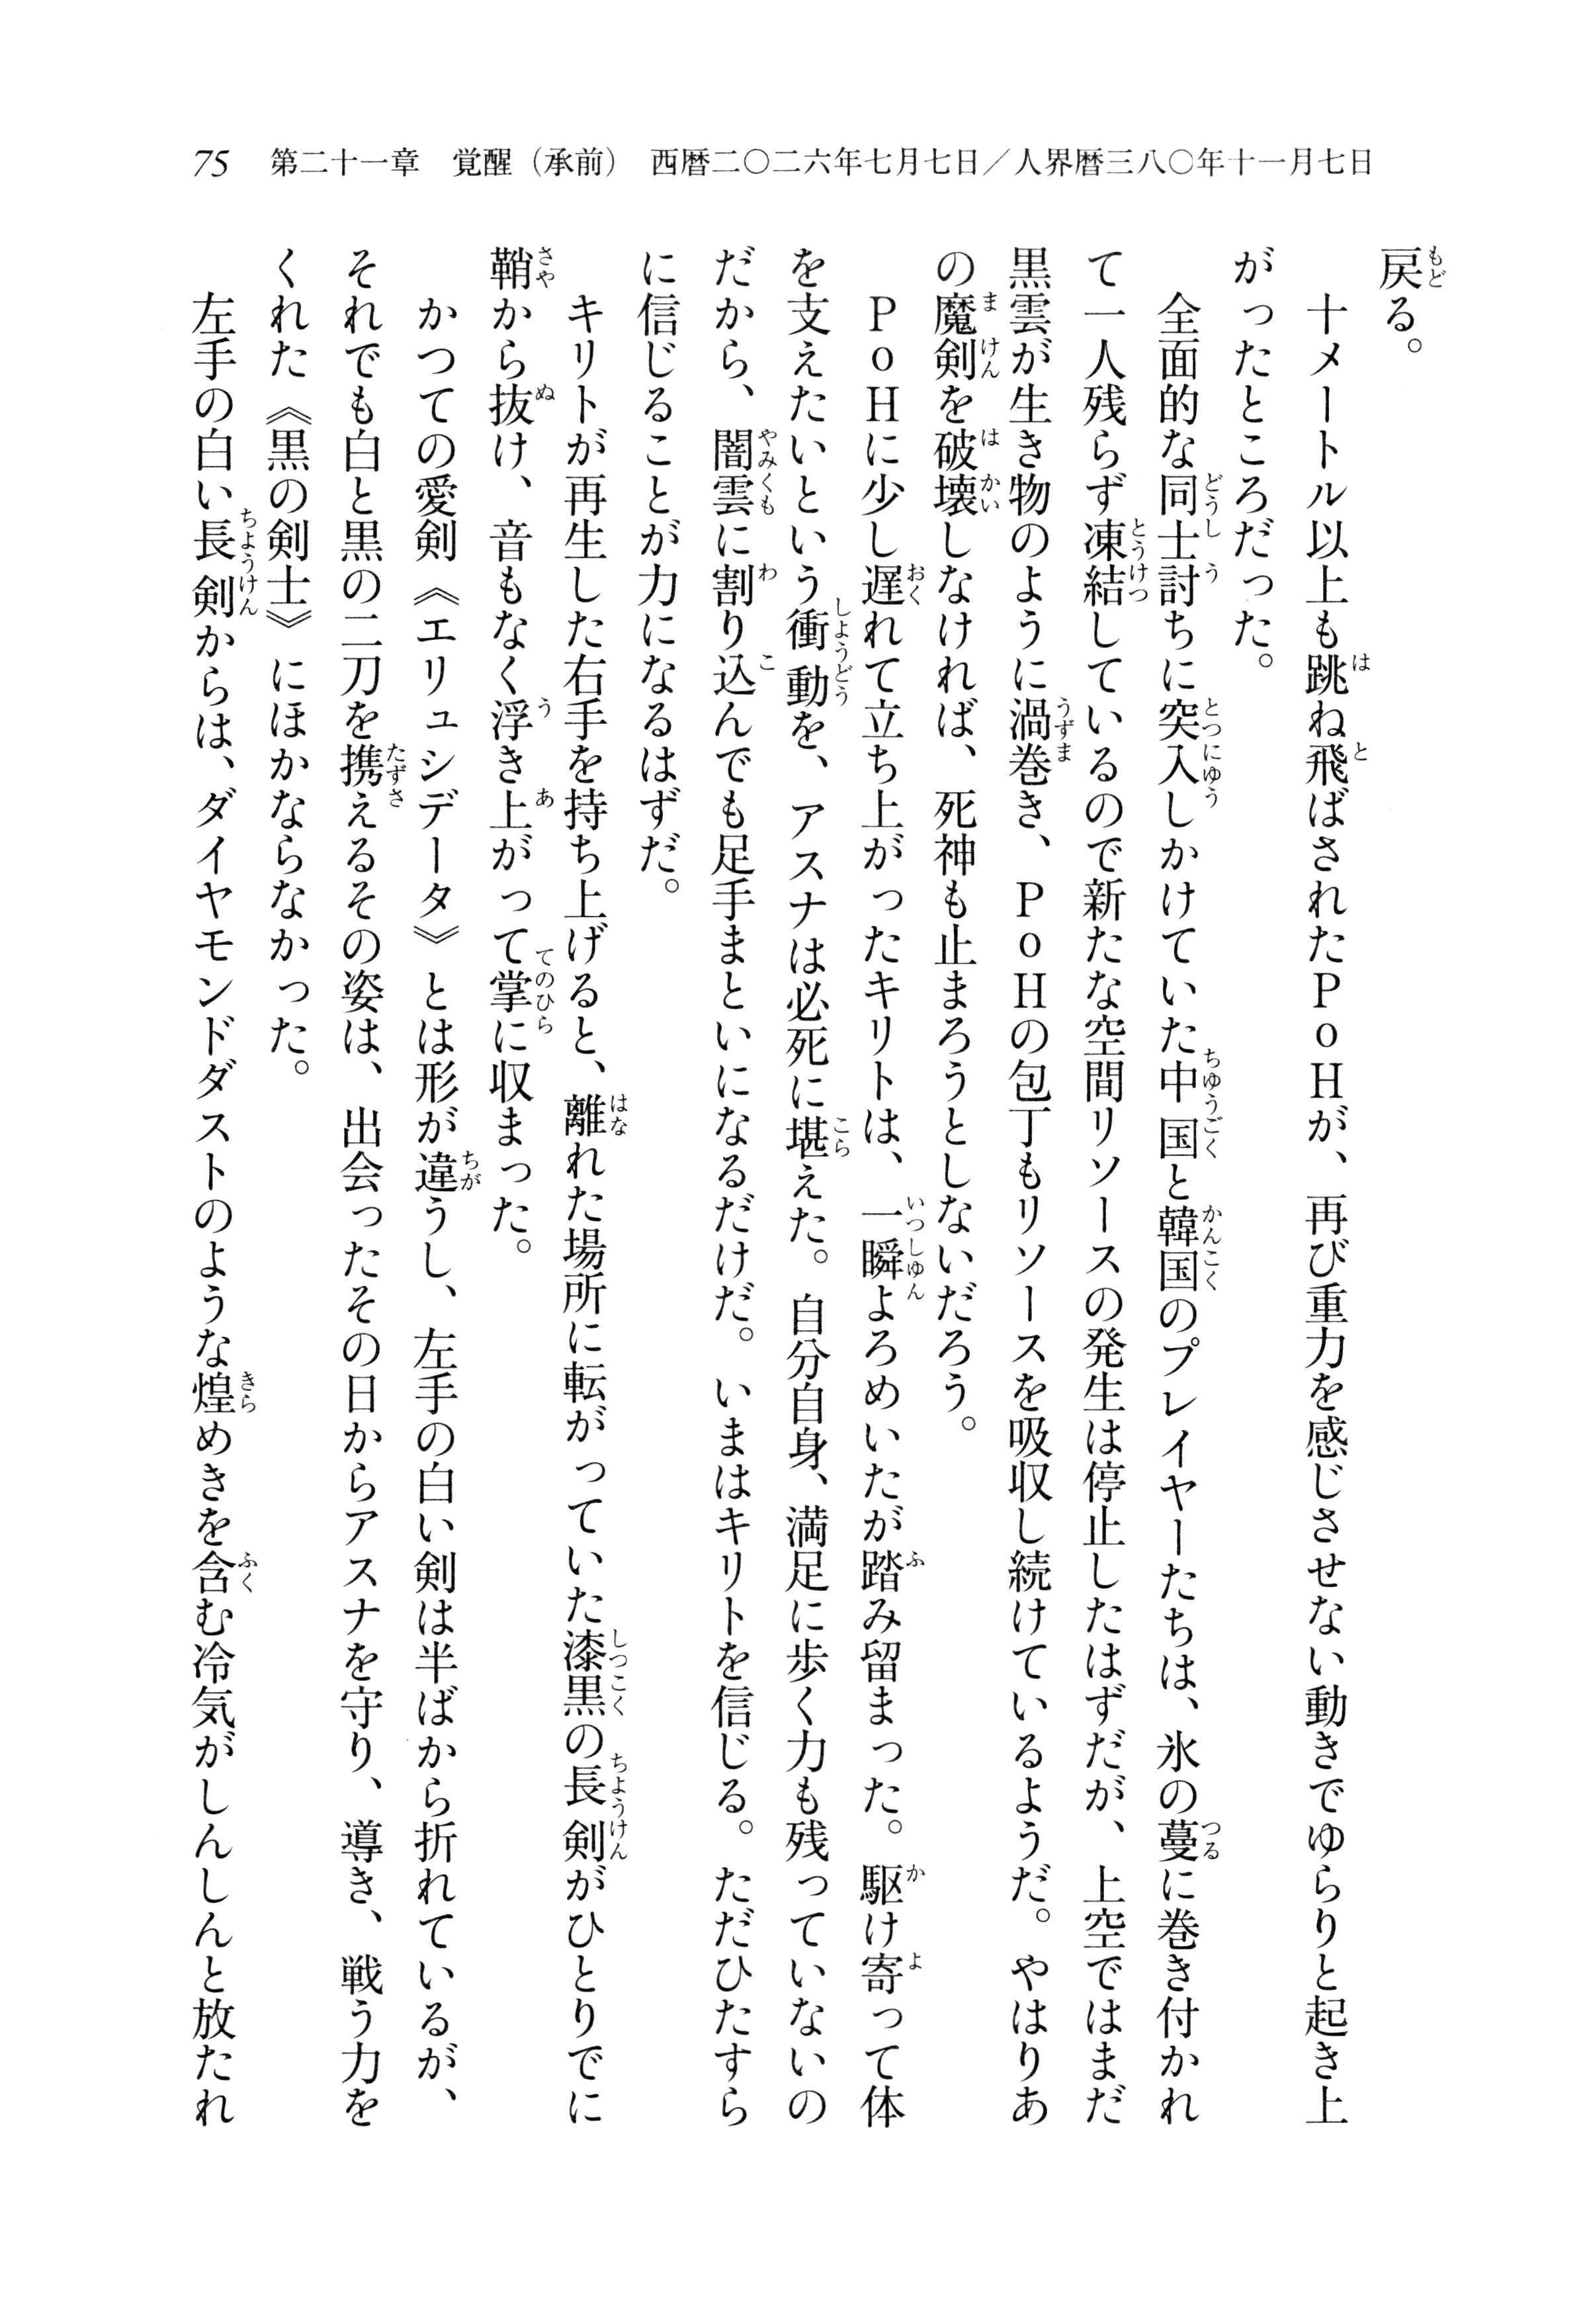 75　第二十一章　覚醒（承前）　西暦二〇二六年七月七日／人界暦三八〇年十一月七日
戻る。
　十メートル以上も跳ね飛ばされたＰｏＨが、再び重力を感じさせない動きでゆらりと起き上
がったところだった。
　全面的な同士討ちに突入しかけていた中国と韓国のプレイヤーたちは、氷の蔓に巻き付かれ
て一人残らず凍結しているので新たな空間リソースの発生は停止したはずだが、上空ではまだ
黒雲が生き物のように渦巻き、ＰｏＨの包丁もリソースを吸収し続けているようだ。やはりあ
の魔剣を破壊しなければ、死神も止まろうとしないだろう。
　ＰｏＨに少し遅れて立ち上がったキリトは、一瞬よろめいたが踏み留まった。駆け寄って体
を支えたいという衝動を、アスナは必死に堪えた。自分自身、満足に歩く力も残っていないの
だから、闇雲に割り込んでも足手まといになるだけだ。いまはキリトを信じる。ただひたすら
に信じることが力になるはずだ。
　キリトが再生した右手を持ち上げると、離れた場所に転がっていた漆黒の長剣がひとりでに
鞘から抜け、音もなく浮き上がって掌に収まった。
　かつての愛剣《エリュシデータ》とは形が違うし、左手の白い剣は半ばから折れているが、
それでも白と黒の二刀を携えるその姿は、出会ったその日からアスナを守り、導き、戦う力を
くれた《黒の剣士》にほかならなかった。
　左手の白い長剣からは、ダイヤモンドダストのような煌めきを含む冷気がしんしんと放たれ